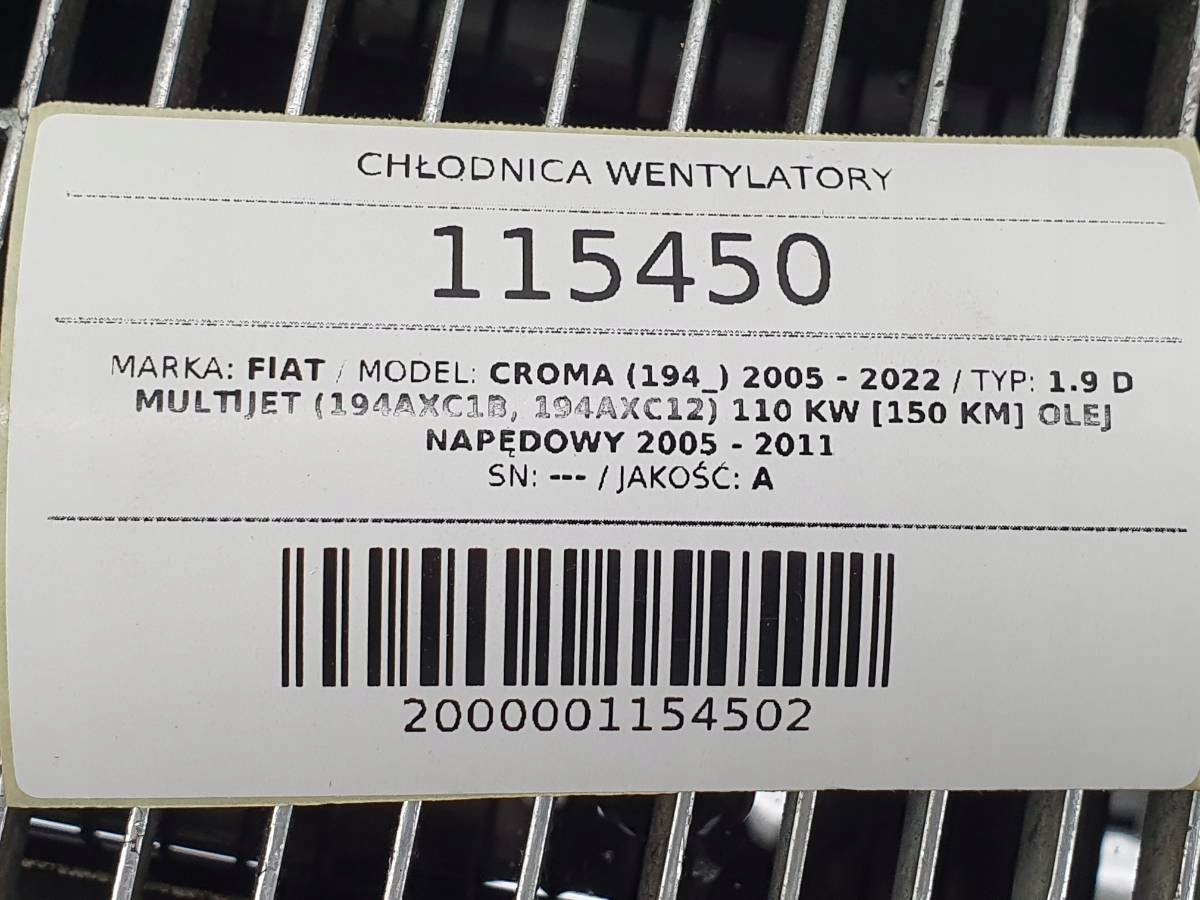 CHŁODNICA WENTYLATORY
115450
MARKA: FIAT / MODEL: CROMA (194_) 2005 - 2022 / TYP: 1.9 D
MULTIJET (194AXC1B, 194AXC12) 110 KW [150 KM] OLEJ
NAPĘDOWY 2005 - 2011
SN: --- / JAKOŚĆ: A
2000001154502